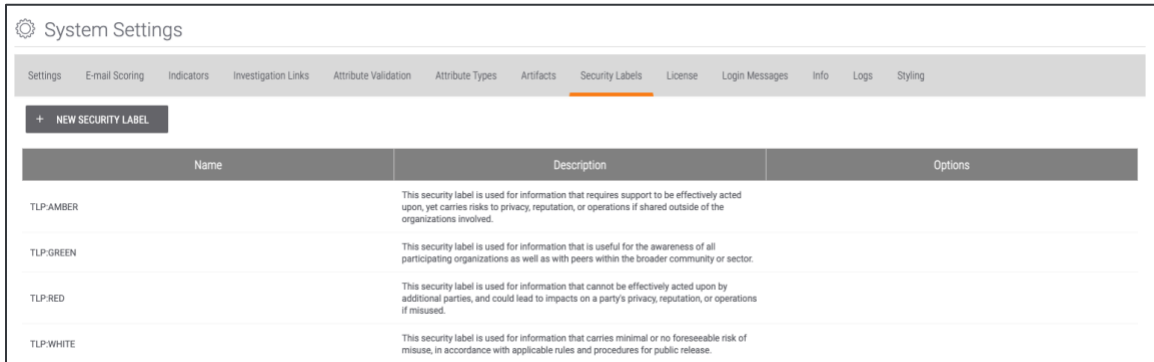 System Settings
Settings E-mail Scoring Indicators Investigation Links Attribute Validation Attribute Types Artifacts Security Labels License Login Messages Info Logs Styling
+ NEW SECURITY LABEL
Name Description Options
TLP:AMBER
This security label is used for information that requires support to be effectively acted
upon, yet carries risks to privacy, reputation, or operations if shared outside of the
organizations involved.
TLP:GREEN
This security label is used for information that is useful for the awareness of all
participating organizations as well as with peers within the broader community or sector.
TLP:RED
This security label is used for information that cannot be effectively acted upon by
additional parties, and could lead to impacts on a party's privacy, reputation, or operations
if misused.
TLP:WHITE
This security label is used for information that carries minimal or no foreseeable risk of
misuse, in accordance with applicable rules and procedures for public release.